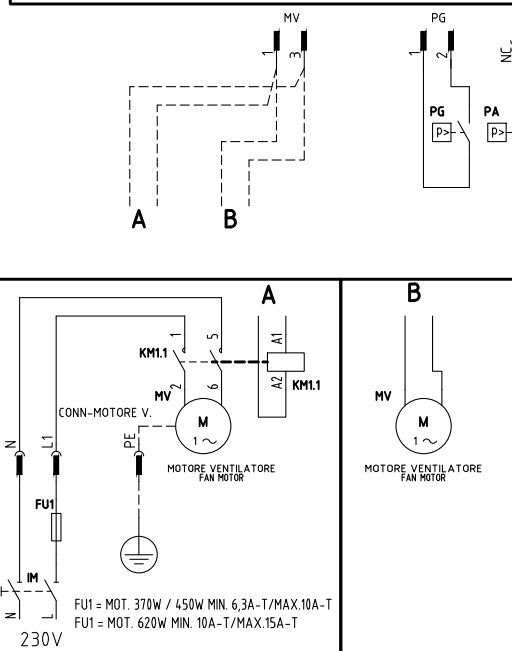 MV
PG
1
3
1
2
NC
PG
PA
P>
P>
A
B
A
B
1
5
A1
KM1.1
A2
KM1.1
MV
2
6
CONN-MOTORE V.
M
1 ~
MV
M
1 ~
N
L1
PE
MOTORE VENTILATORE
FAN MOTOR
MOTORE VENTILATORE
FAN MOTOR
FU1
IM
N
L
FU1 = MOT. 370W / 450W MIN. 6,3A-T/MAX.10A-T
FU1 = MOT. 620W MIN. 10A-T/MAX.15A-T
230V